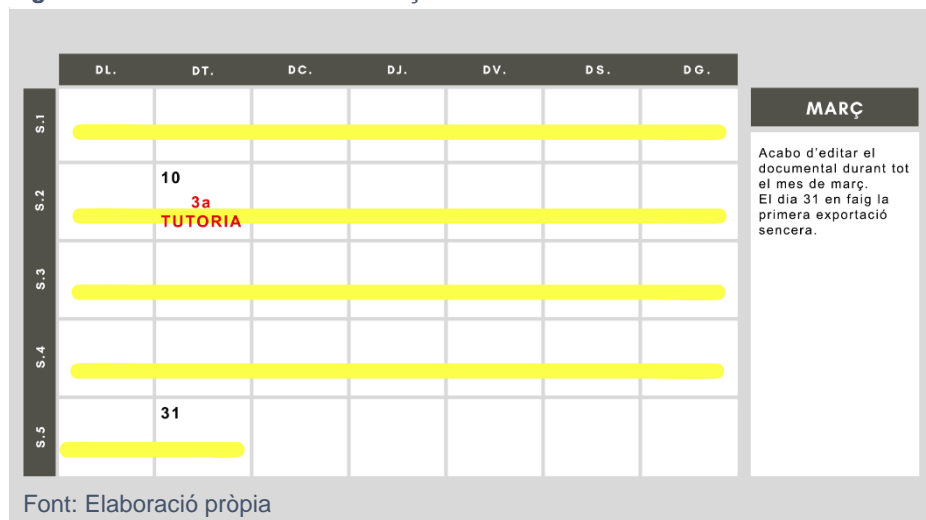 DL. DT. DC. DJ. DV. DS. DG.
S.1
S.2
10
3a
TUTORIA
S.3
S.4
S.5
31
MARÇ
Acabo d'editar el
documental durant tot
el mes de març.
El dia 31 en faig la
primera exportació
sencera.
Font: Elaboració pròpia